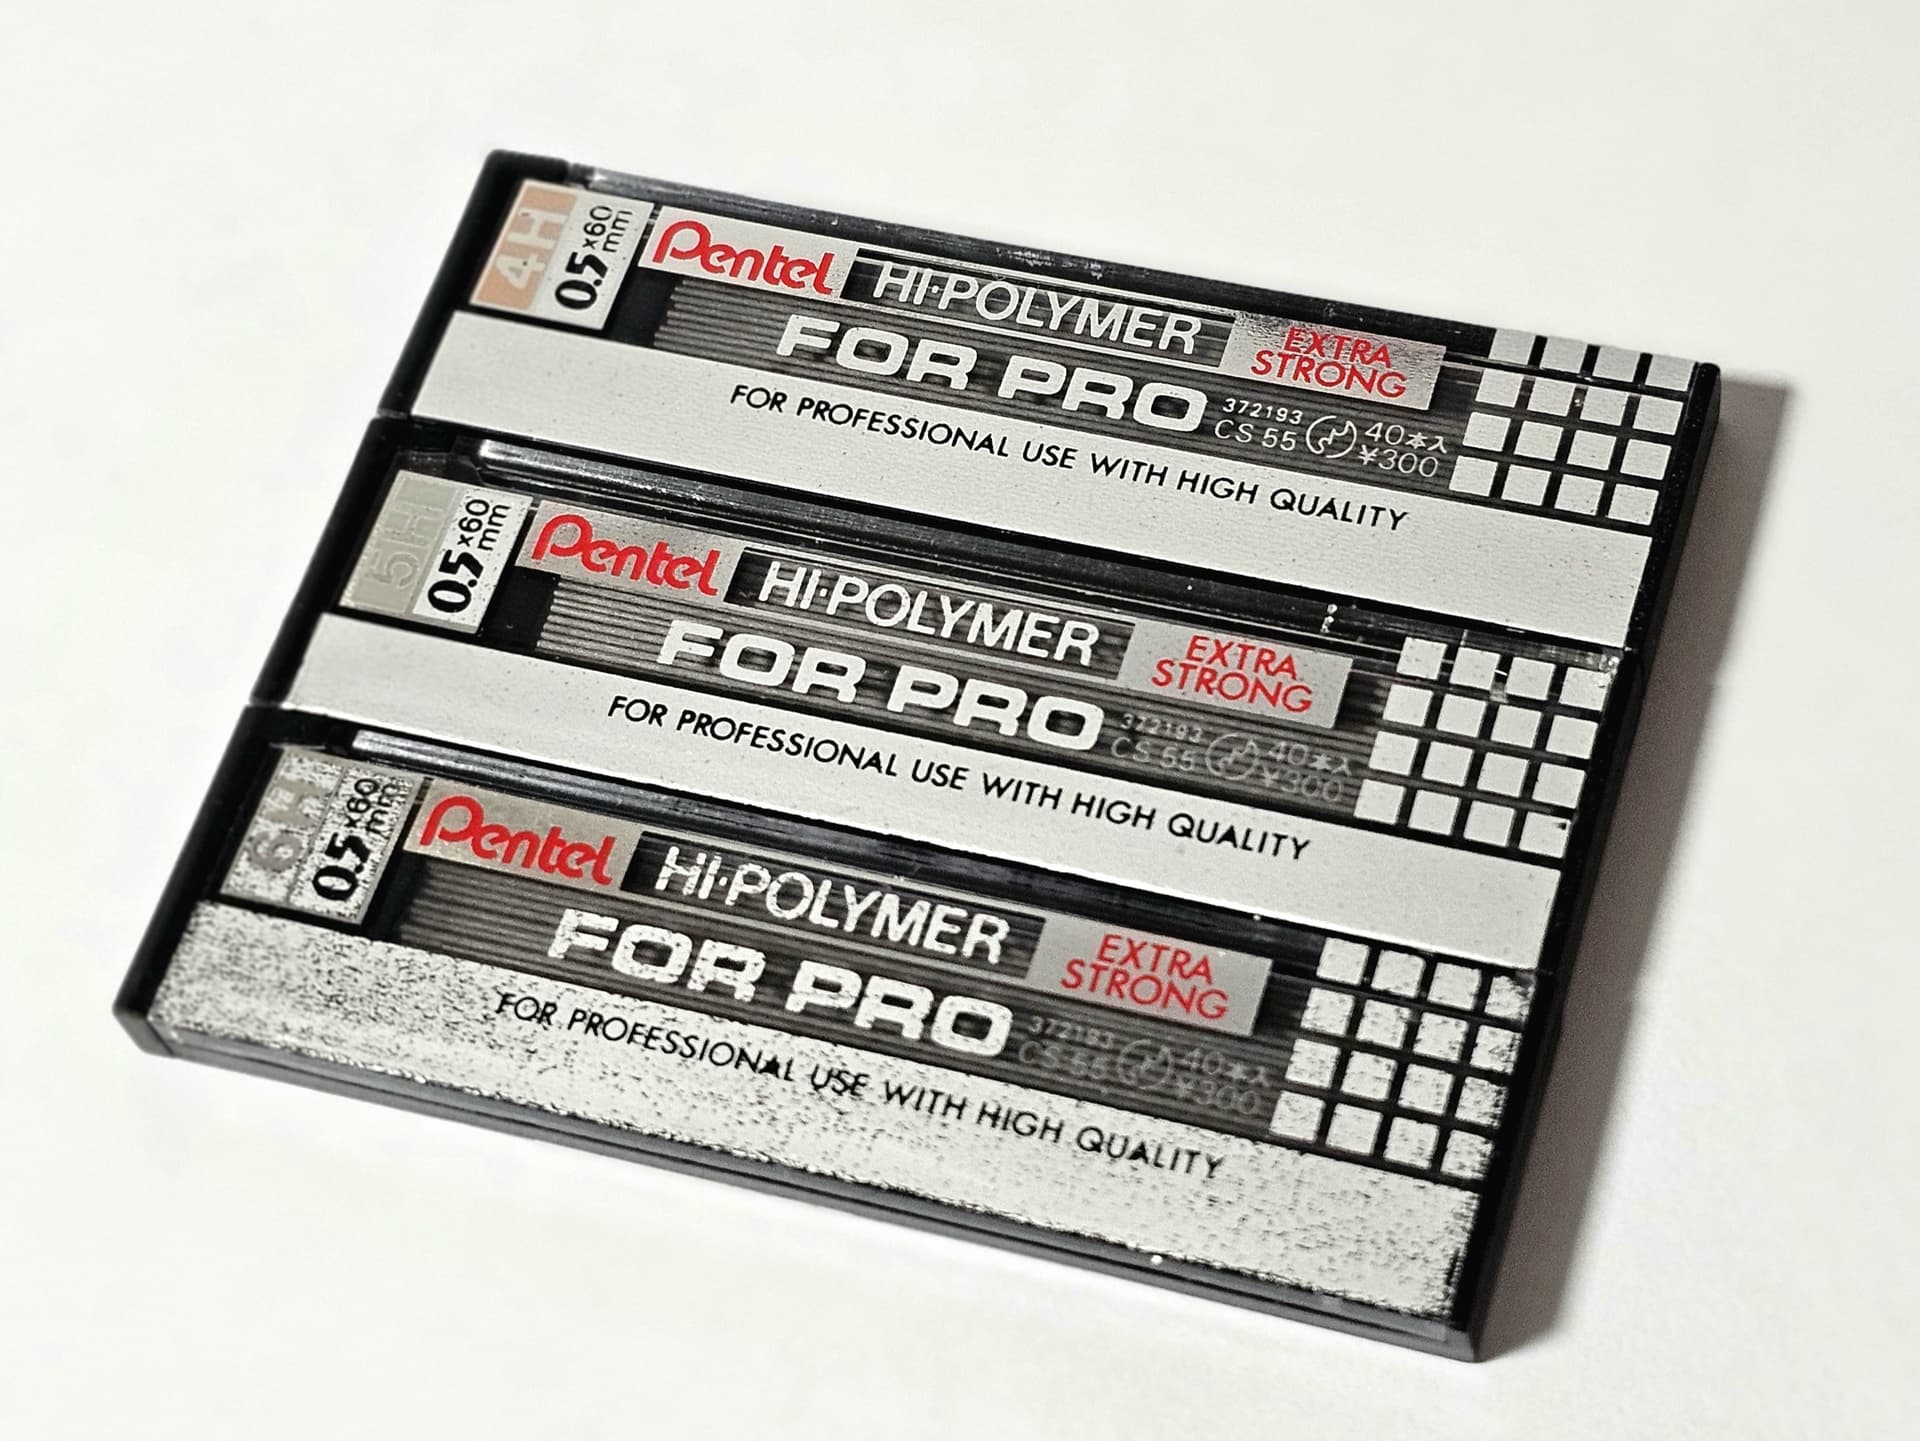 4H
0.5×60
mm
Pentel HI·POLYMER EXTRA
STRONG
FOR PRO 372193 40本入
CS 55 ¥300
FOR PROFESSIONAL USE WITH HIGH QUALITY
5H
0.5×60
mm
Pentel HI·POLYMER EXTRA
STRONG
FOR PRO 372193 40本入
CS 55 ¥300
FOR PROFESSIONAL USE WITH HIGH QUALITY
6H
0.5×60
mm
Pentel HI·POLYMER EXTRA
STRONG
FOR PRO 372193 40本入
CS 55 ¥300
FOR PROFESSIONAL USE WITH HIGH QUALITY